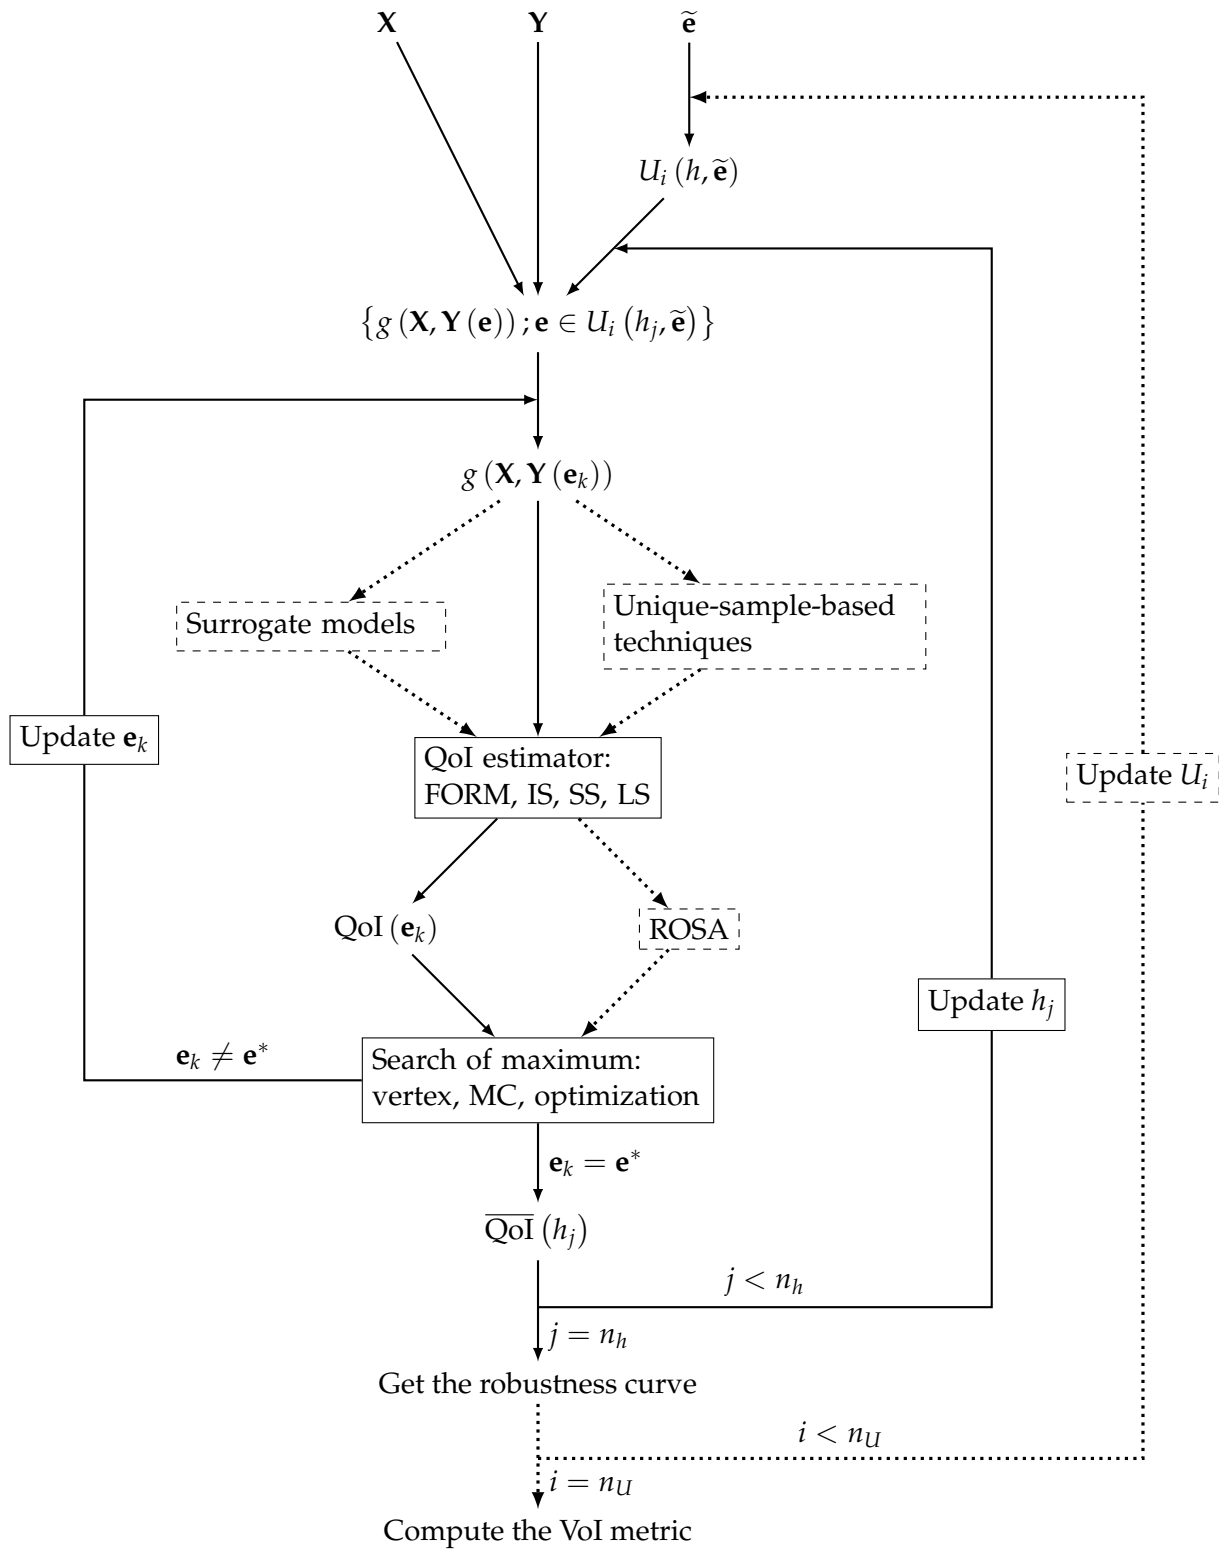 X
Y
ẽ
U_i (h, ẽ)
{g (X, Y (e)) ; e ∈ U_i (h_j, ẽ)}
g (X, Y (e_k))
Surrogate models
Unique-sample-based
techniques
Update e_k
QoI estimator:
FORM, IS, SS, LS
Update U_i
QoI (e_k)
ROSA
Update h_j
e_k ≠ e*
Search of maximum:
vertex, MC, optimization
e_k = e*
\overline{QoI} (h_j)
j < n_h
j = n_h
Get the robustness curve
i < n_U
i = n_U
Compute the VoI metric